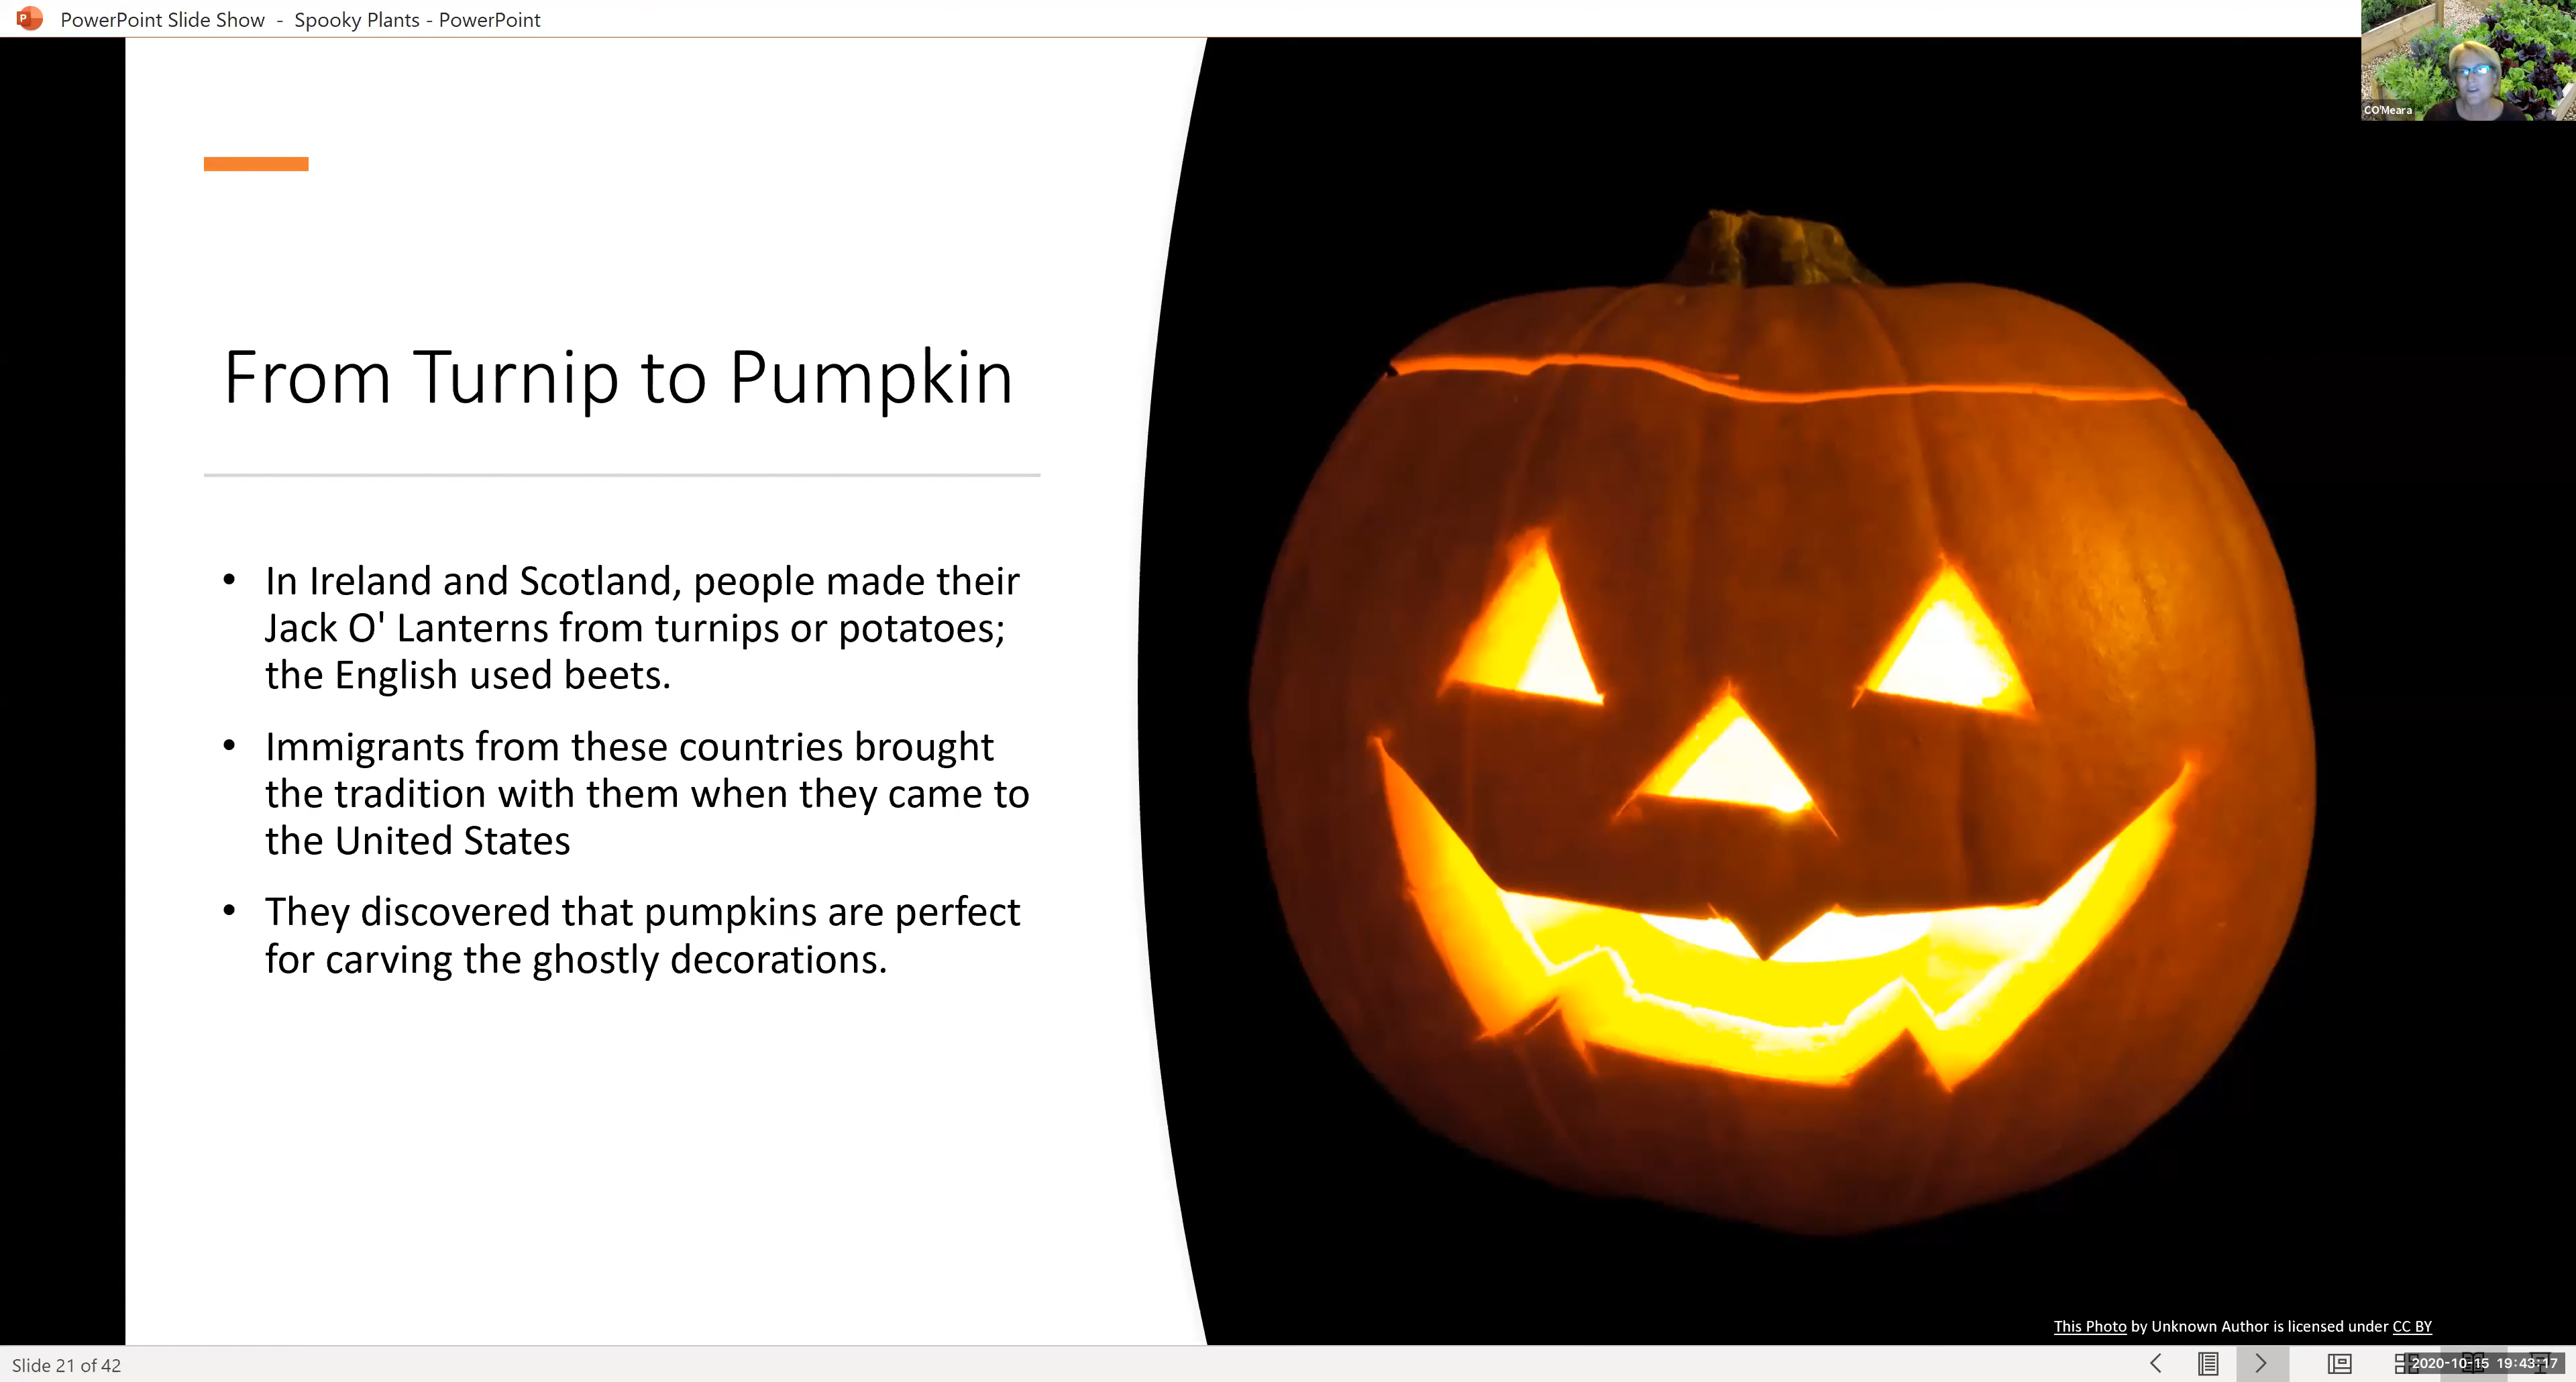 PowerPoint Slide Show - Spooky Plants - PowerPoint
CO'Meara
From Turnip to Pumpkin
• In Ireland and Scotland, people made their
Jack O' Lanterns from turnips or potatoes;
the English used beets.
• Immigrants from these countries brought
the tradition with them when they came to
the United States
• They discovered that pumpkins are perfect
for carving the ghostly decorations.
This Photo by Unknown Author is licensed under CC BY
Slide 21 of 42
2020-10-15 19:43:17